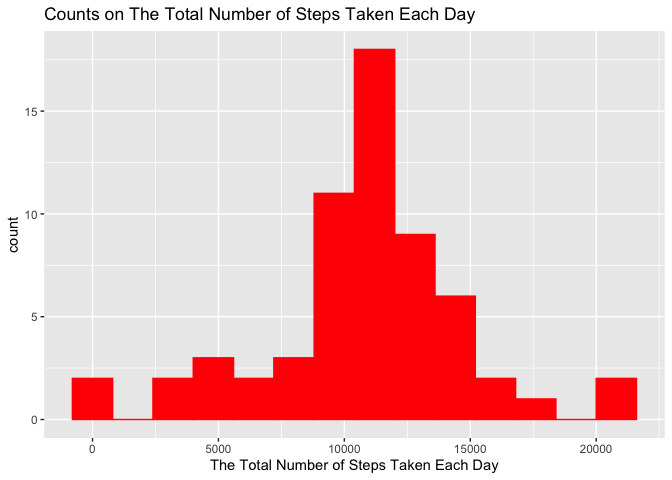 Counts on The Total Number of Steps Taken Each Day
15
10
5
0
count
0 5000 10000 15000 20000
The Total Number of Steps Taken Each Day